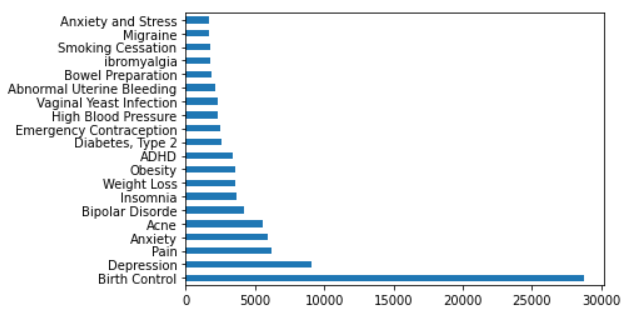 Anxiety and Stress
Migraine
Smoking Cessation
ibromyalgia
Bowel Preparation
Abnormal Uterine Bleeding
Vaginal Yeast Infection
High Blood Pressure
Emergency Contraception
Diabetes, Type 2
ADHD
Obesity
Weight Loss
Insomnia
Bipolar Disorde
Acne
Anxiety
Pain
Depression
Birth Control
0 5000 10000 15000 20000 25000 30000